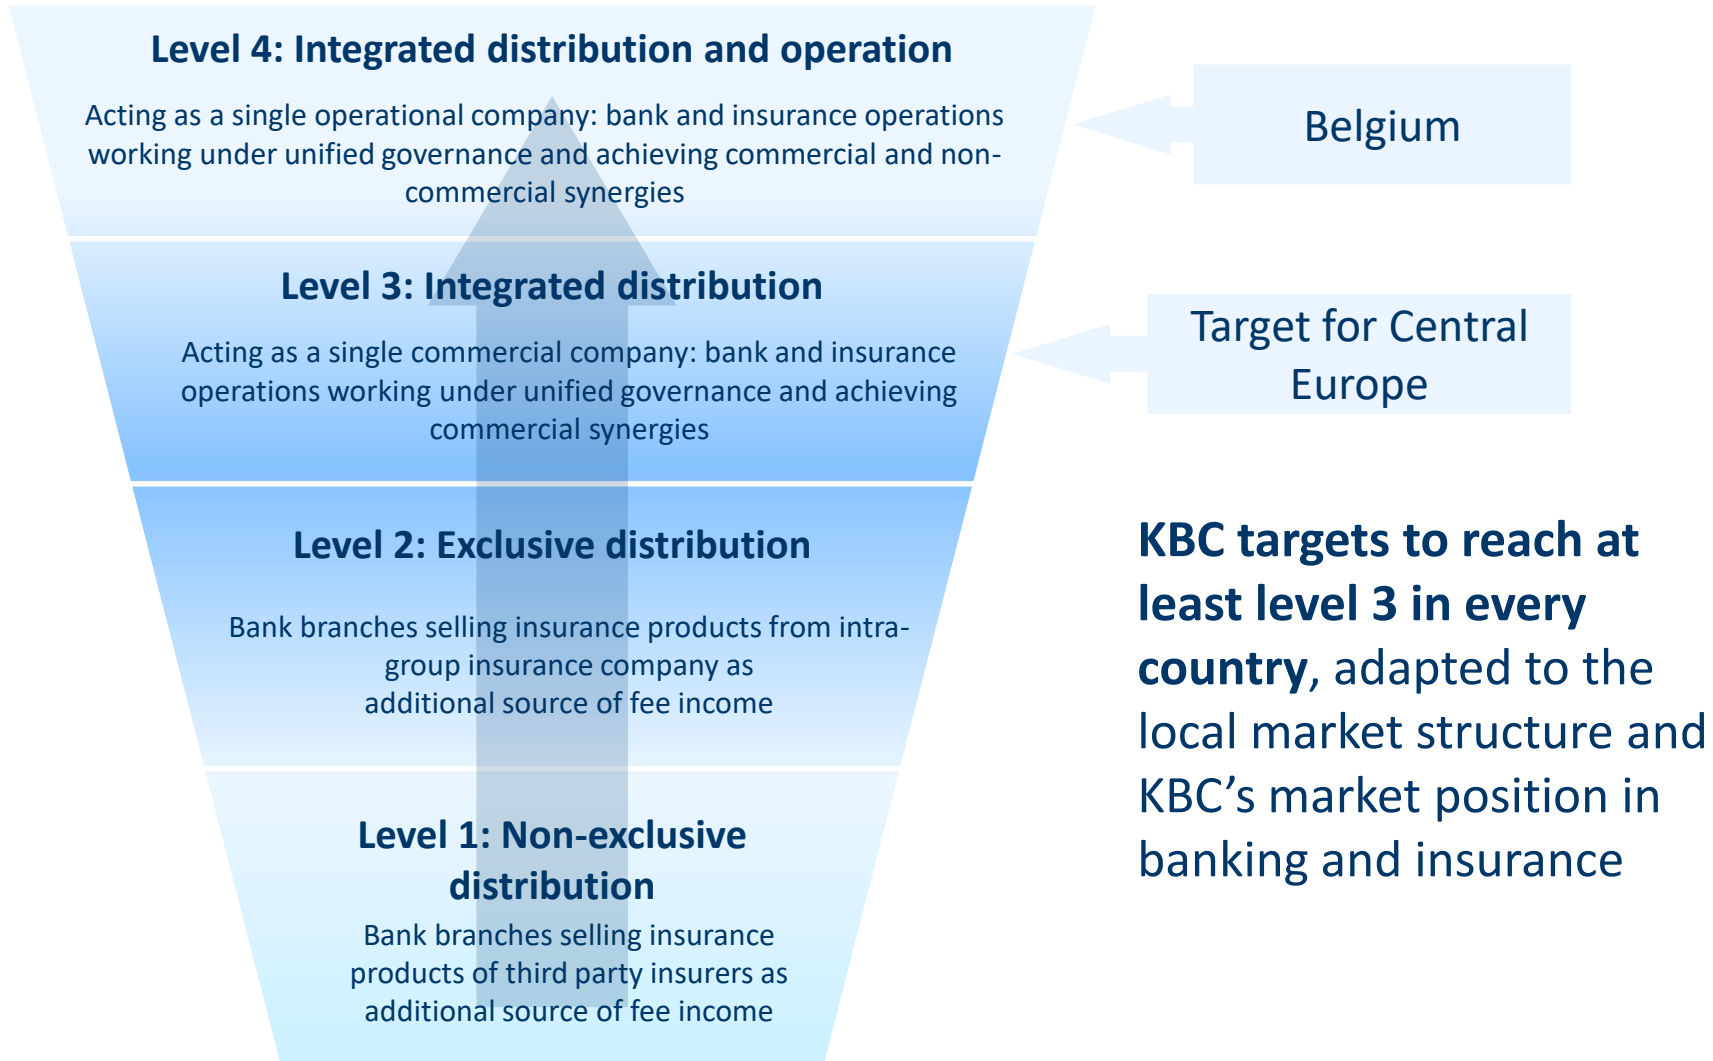 Level 4: Integrated distribution and operation
Acting as a single operational company: bank and insurance operations
working under unified governance and achieving commercial and non-
commercial synergies
Belgium
Level 3: Integrated distribution
Acting as a single commercial company: bank and insurance
operations working under unified governance and achieving
commercial synergies
Target for Central
Europe
Level 2: Exclusive distribution
Bank branches selling insurance products from intra-
group insurance company as
additional source of fee income
Level 1: Non-exclusive
distribution
Bank branches selling insurance
products of third party insurers as
additional source of fee income
KBC targets to reach at
least level 3 in every
country, adapted to the
local market structure and
KBC’s market position in
banking and insurance